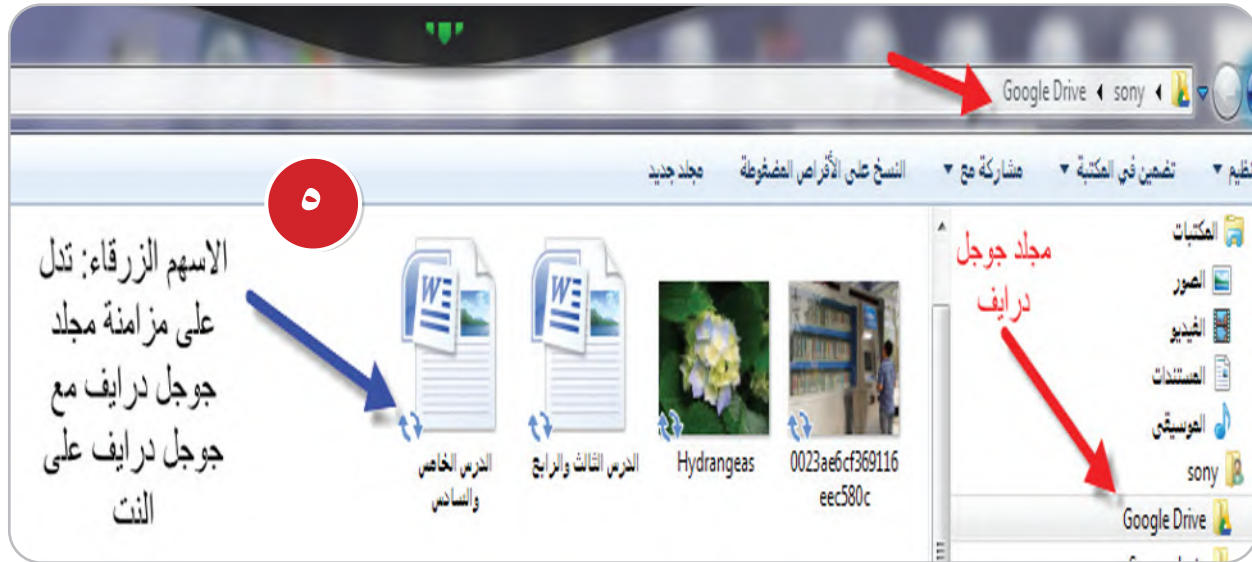 sony ◄ Google Drive
تنظيم ▼ تضمين في المكتبة ▼ مشاركة مع ▼ النسخ على الأقراص المضغوطة مجلد جديد
المكتبات
الصور
الفيديو
المستندات
الموسيقى
sony
Google Drive
مجلد جوجل
درايف
0023ae6cf369116
eec580c
Hydrangeas
الدرس الثالث والرابع
الدرس الخامس
والسادس
٥
الاسهم الزرقاء: تدل
على مزامنة مجلد
جوجل درايف مع
جوجل درايف على
النت